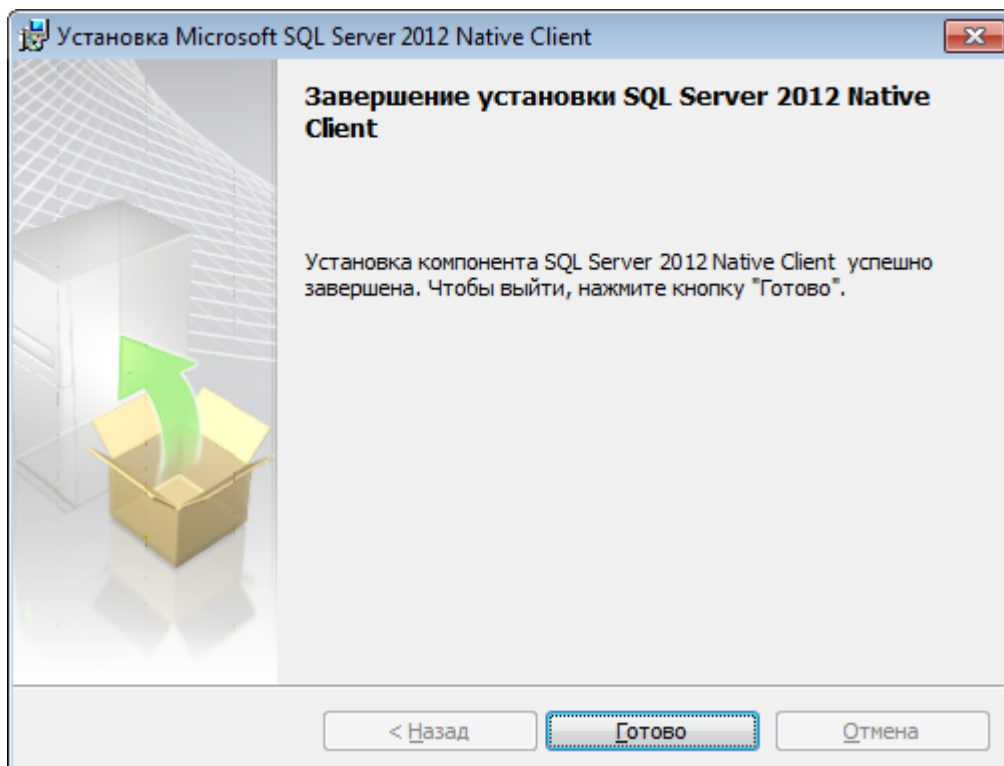 Установка Microsoft SQL Server 2012 Native Client
Завершение установки SQL Server 2012 Native
Client
Установка компонента SQL Server 2012 Native Client успешно
завершена. Чтобы выйти, нажмите кнопку "Готово".
< Назад
Готово
Отмена